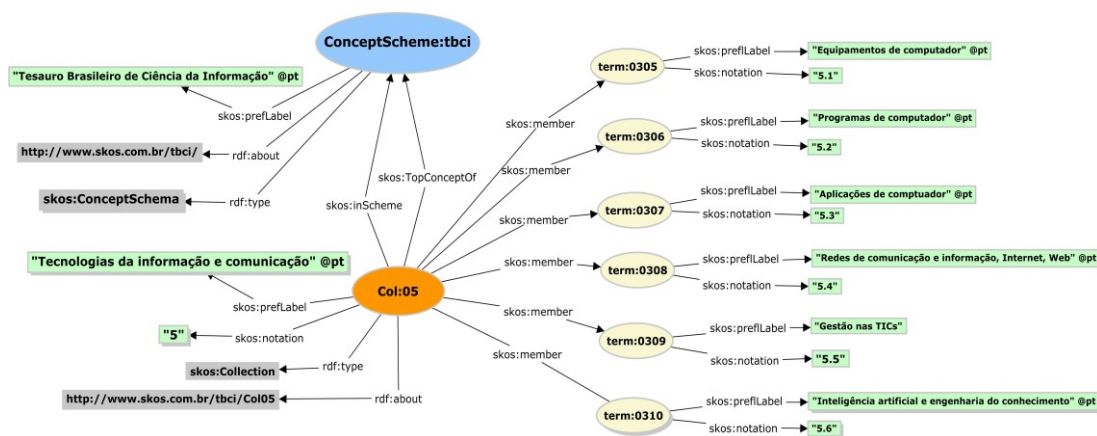 ConceptScheme:tbci
"Tesauro Brasileiro de Ciência da Informação" @pt
skos:prefLabel
http://www.skos.com.br/tbci/
rdf:about
skos:ConceptSchema
rdf:type
skos:TopConceptOf
skos:inScheme
"Tecnologias da informação e comunicação" @pt
Col:05
skos:prefLabel
"5"
skos:notation
skos:Collection
rdf:type
http://www.skos.com.br/tbci/Col05
rdf:about
skos:member
term:0305
skos:preflLabel
"Equipamentos de computador" @pt
skos:notation
"5.1"
skos:member
term:0306
skos:preflLabel
"Programas de computador" @pt
skos:notation
"5.2"
skos:member
term:0307
skos:preflLabel
"Aplicações de comptuador" @pt
skos:notation
"5.3"
skos:member
term:0308
skos:preflLabel
"Redes de comunicação e informação, Internet, Web" @pt
skos:notation
"5.4"
skos:member
term:0309
skos:preflLabel
"Gestão nas TICs"
skos:notation
"5.5"
skos:member
term:0310
skos:preflLabel
"Inteligência artificial e engenharia do conhecimento" @pt
skos:notation
"5.6"